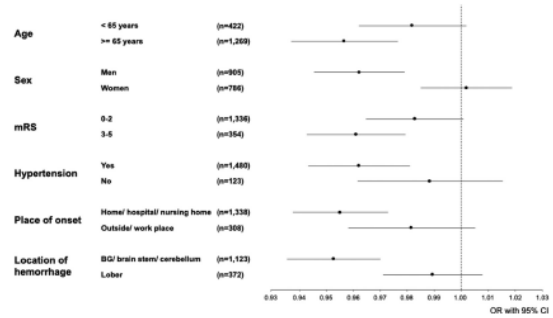 Age
< 65 years (n=422)
>= 65 years (n=1,269)
Sex
Men (n=905)
Women (n=786)
mRS
0-2 (n=1,336)
3-5 (n=354)
Hypertension
Yes (n=1,480)
No (n=123)
Place of onset
Home/ hospital/ nursing home (n=1,338)
Outside/ work place (n=308)
Location of
hemorrhage
BG/ brain stem/ cerebellum (n=1,123)
Lober (n=372)
0.93 0.94 0.95 0.96 0.97 0.98 0.99 1.00 1.01 1.02 1.03
OR with 95% CI